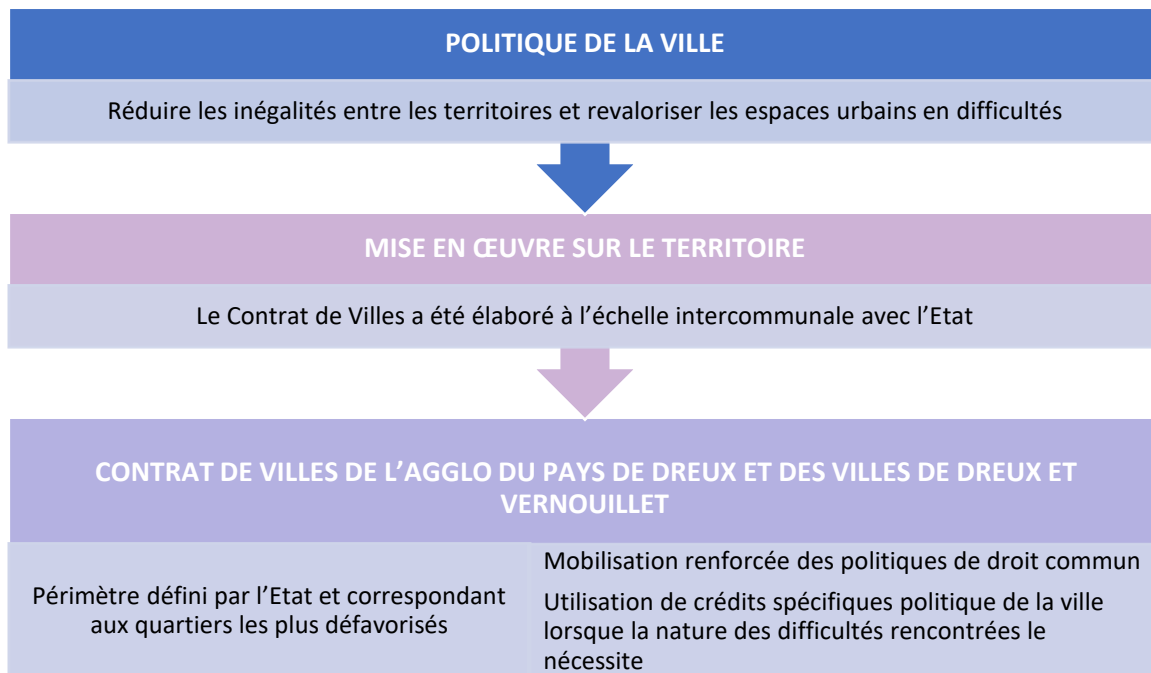 POLITIQUE DE LA VILLE
Réduire les inégalités entre les territoires et revaloriser les espaces urbains en difficultés
MISE EN ŒUVRE SUR LE TERRITOIRE
Le Contrat de Villes a été élaboré à l’échelle intercommunale avec l’Etat
CONTRAT DE VILLES DE L’AGGLO DU PAYS DE DREUX ET DES VILLES DE DREUX ET
VERNOUILLET
Périmètre défini par l’Etat et correspondant
aux quartiers les plus défavorisés
Mobilisation renforcée des politiques de droit commun
Utilisation de crédits spécifiques politique de la ville
lorsque la nature des difficultés rencontrées le
nécessite